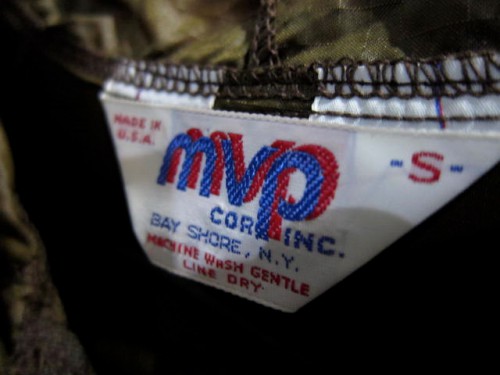 MADE IN
U.S.A.
mvp
-S-
CORP INC.
BAY SHORE, N.Y.
MACHINE WASH GENTLE
LINE DRY